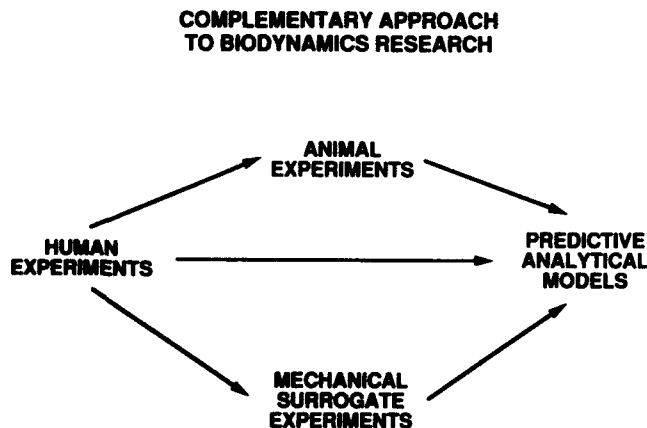 COMPLEMENTARY APPROACH
TO BIODYNAMICS RESEARCH
ANIMAL
EXPERIMENTS
HUMAN
EXPERIMENTS
PREDICTIVE
ANALYTICAL
MODELS
MECHANICAL
SURROGATE
EXPERIMENTS